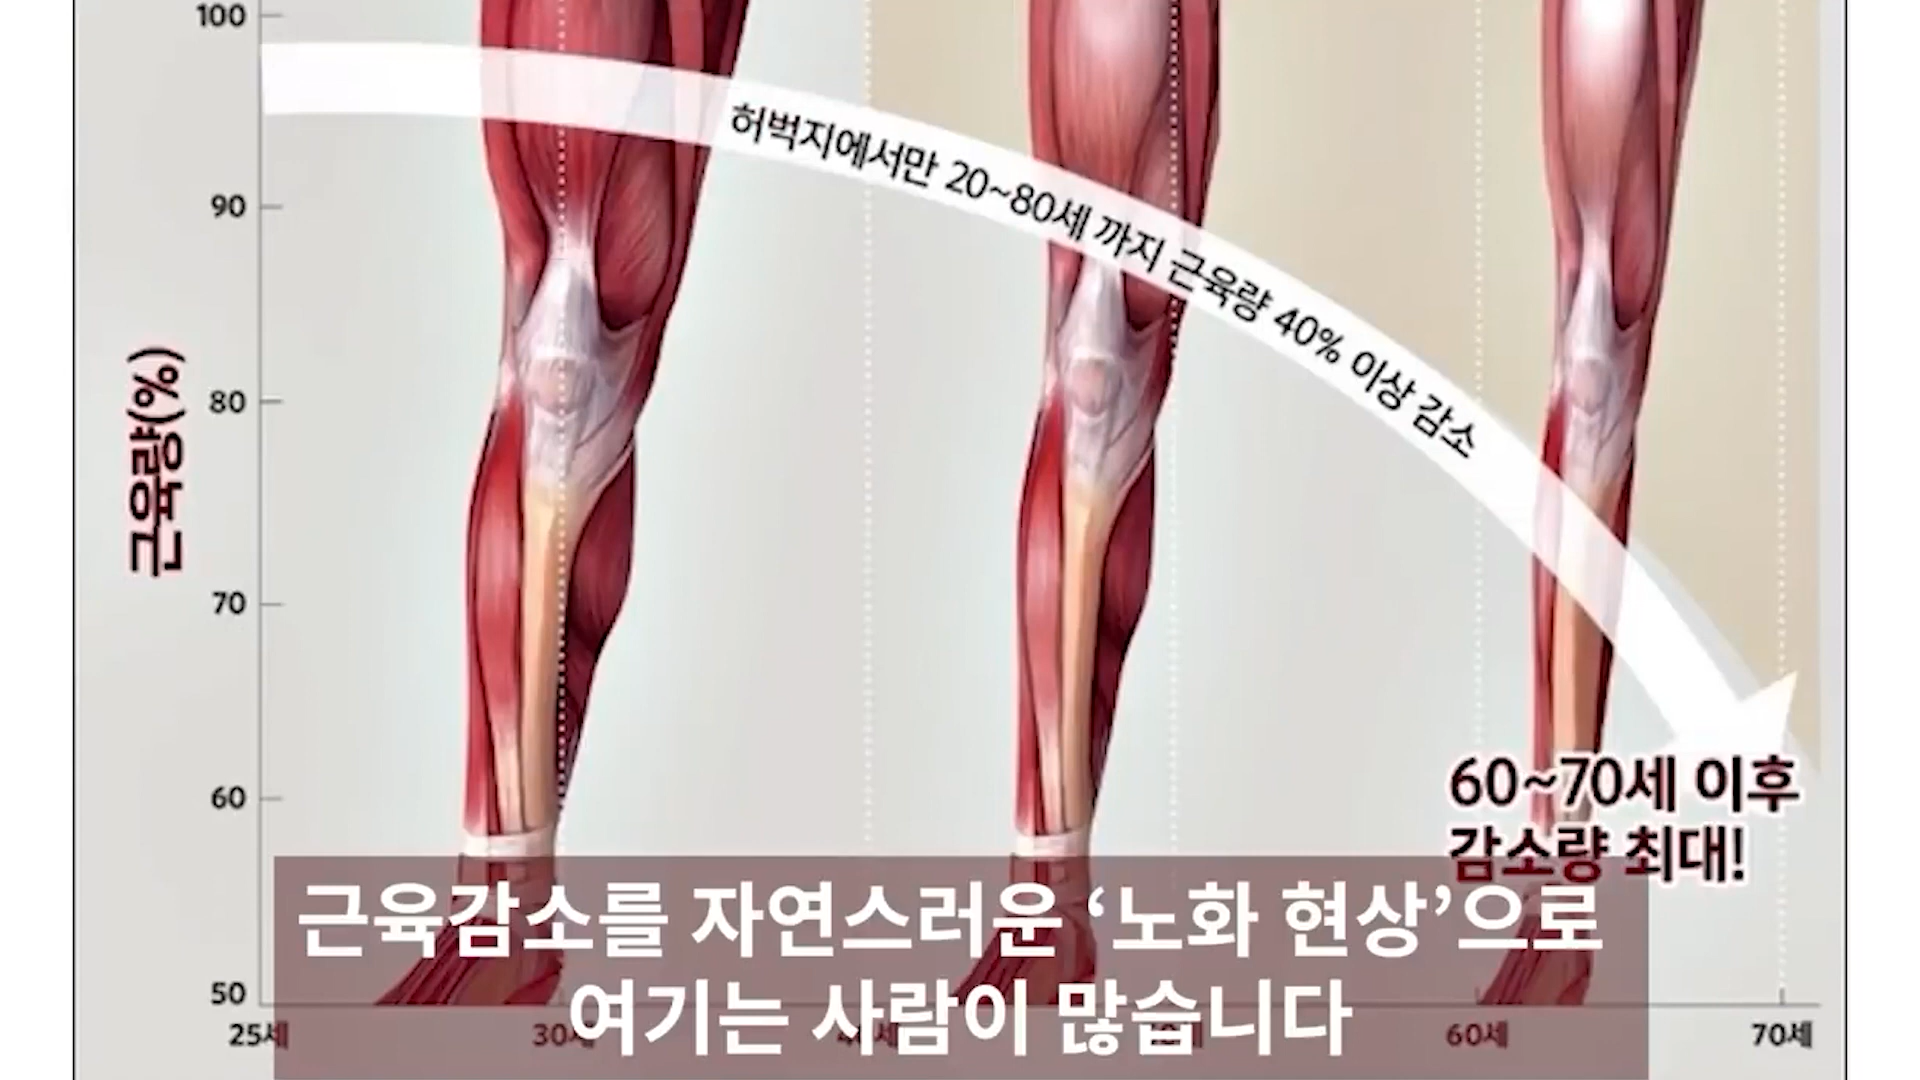 100
90
80
70
60
50
근육량(%)
허벅지에서만 20~80세 까지 근육량 40% 이상 감소
60~70세 이후
감소량 최대!
25세
30세
60세
70세
근육감소를 자연스러운 ‘노화 현상’으로
여기는 사람이 많습니다